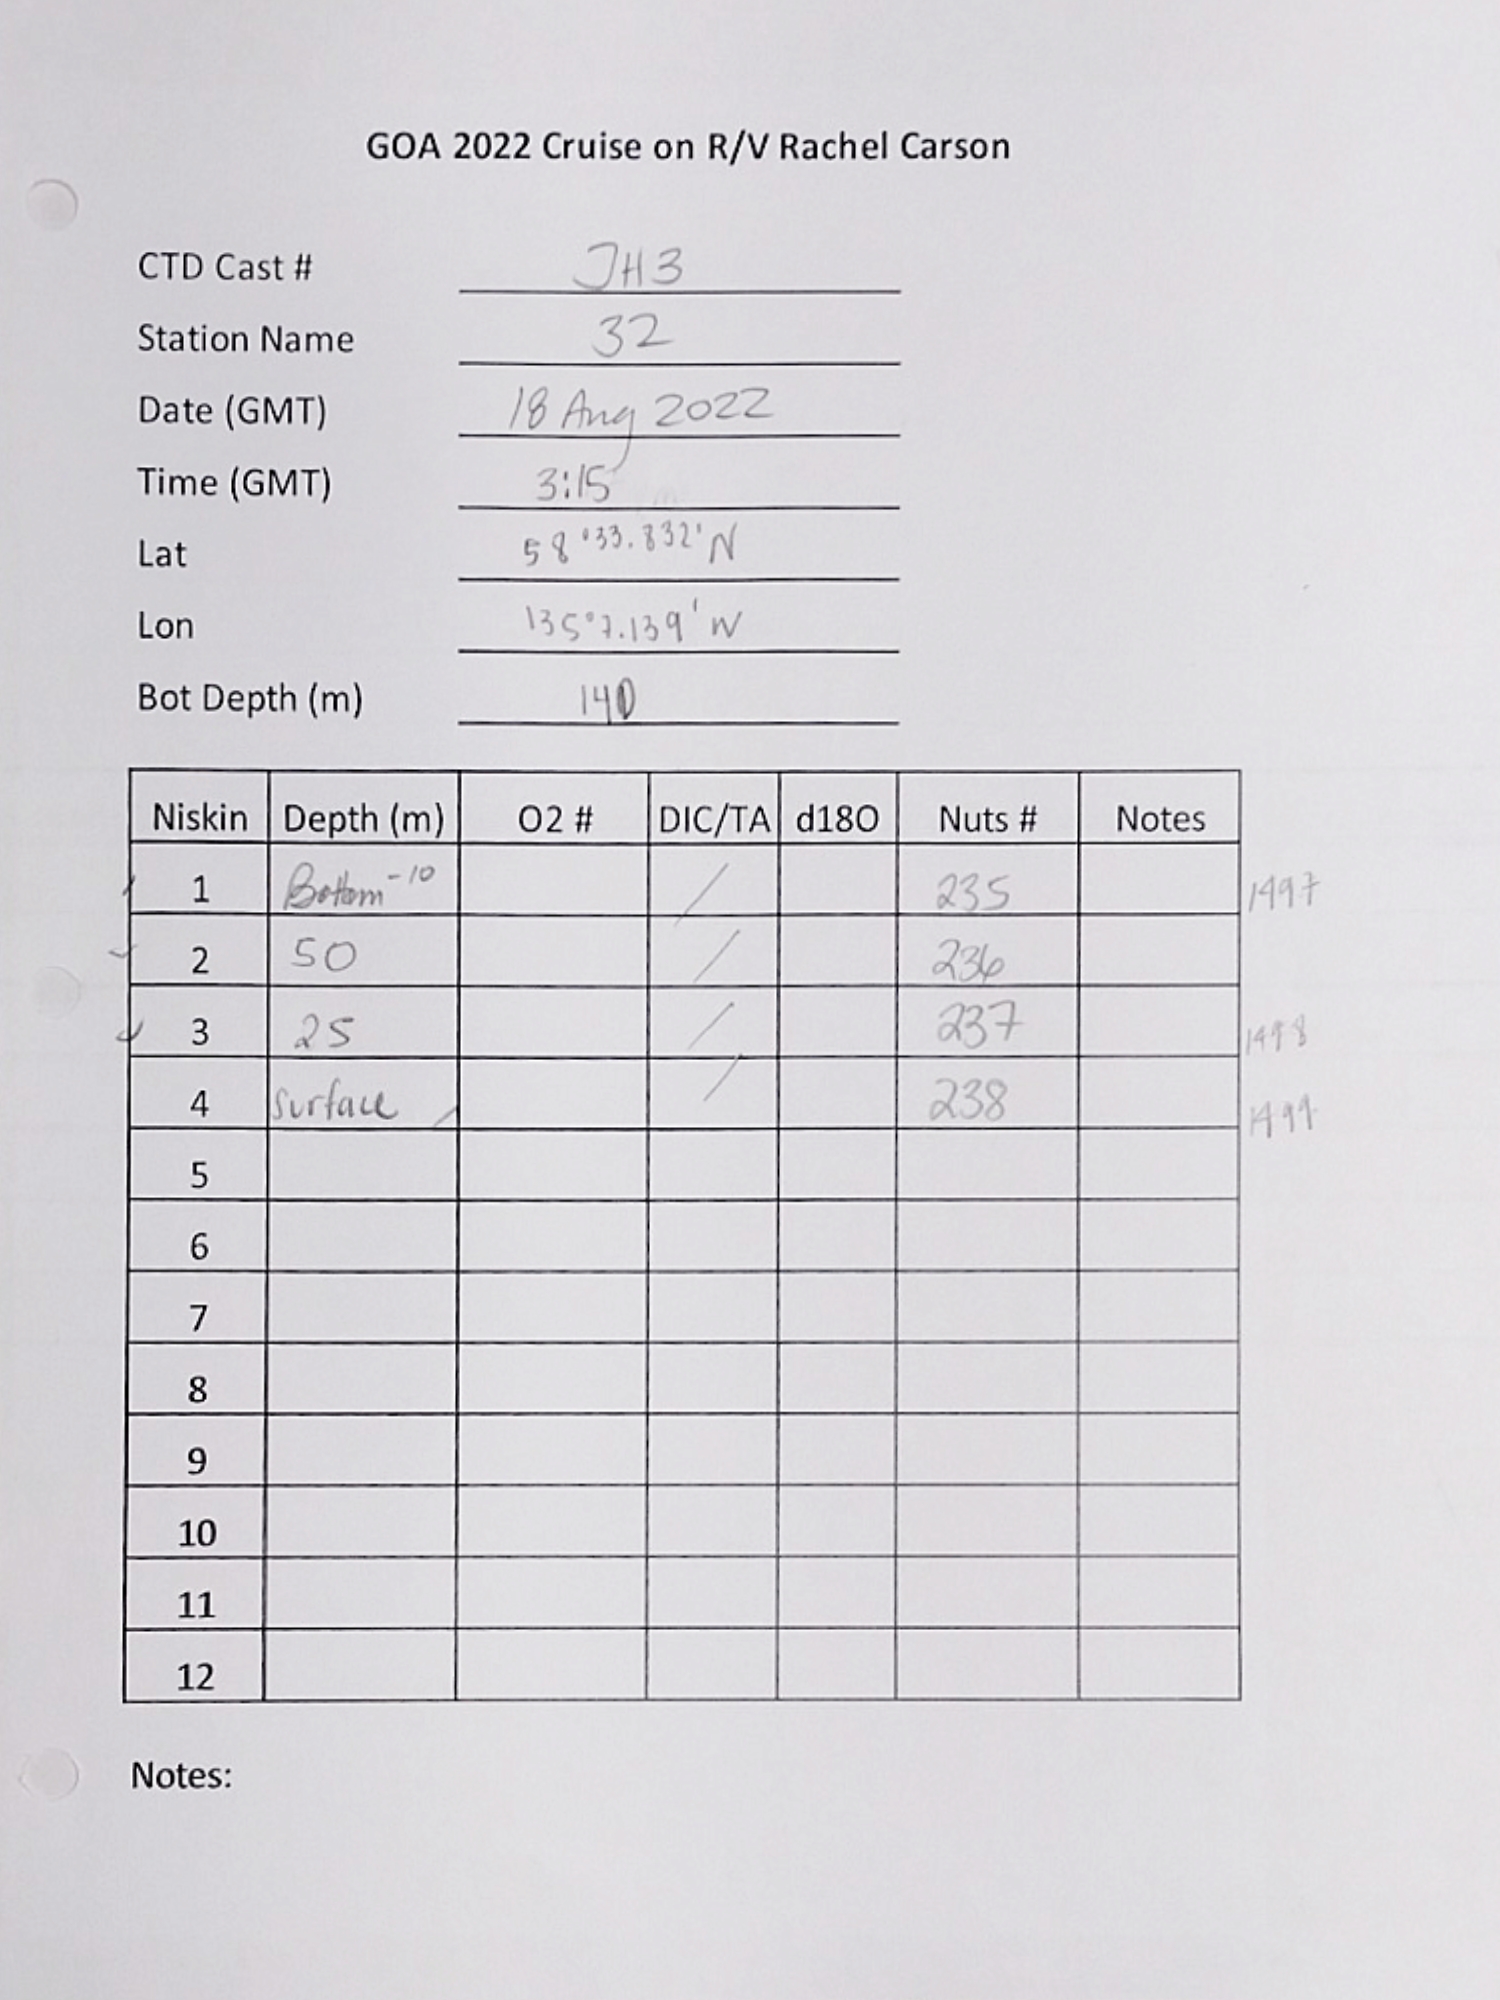 GOA 2022 Cruise on R/V Rachel Carson
CTD Cast # JH3
Station Name 32
Date (GMT) 18 Aug 2022
Time (GMT) 3:15
Lat 58°33.832'N
Lon 135°7.139'W
Bot Depth (m) 140
Niskin Depth (m) O2 # DIC/TA d18O Nuts # Notes
✓ 1 Bottom -10 / 235 1497
✓ 2 50 / 236
✓ 3 25 / 237 1498
4 surface / / 238 1499
5
6
7
8
9
10
11
12
Notes: